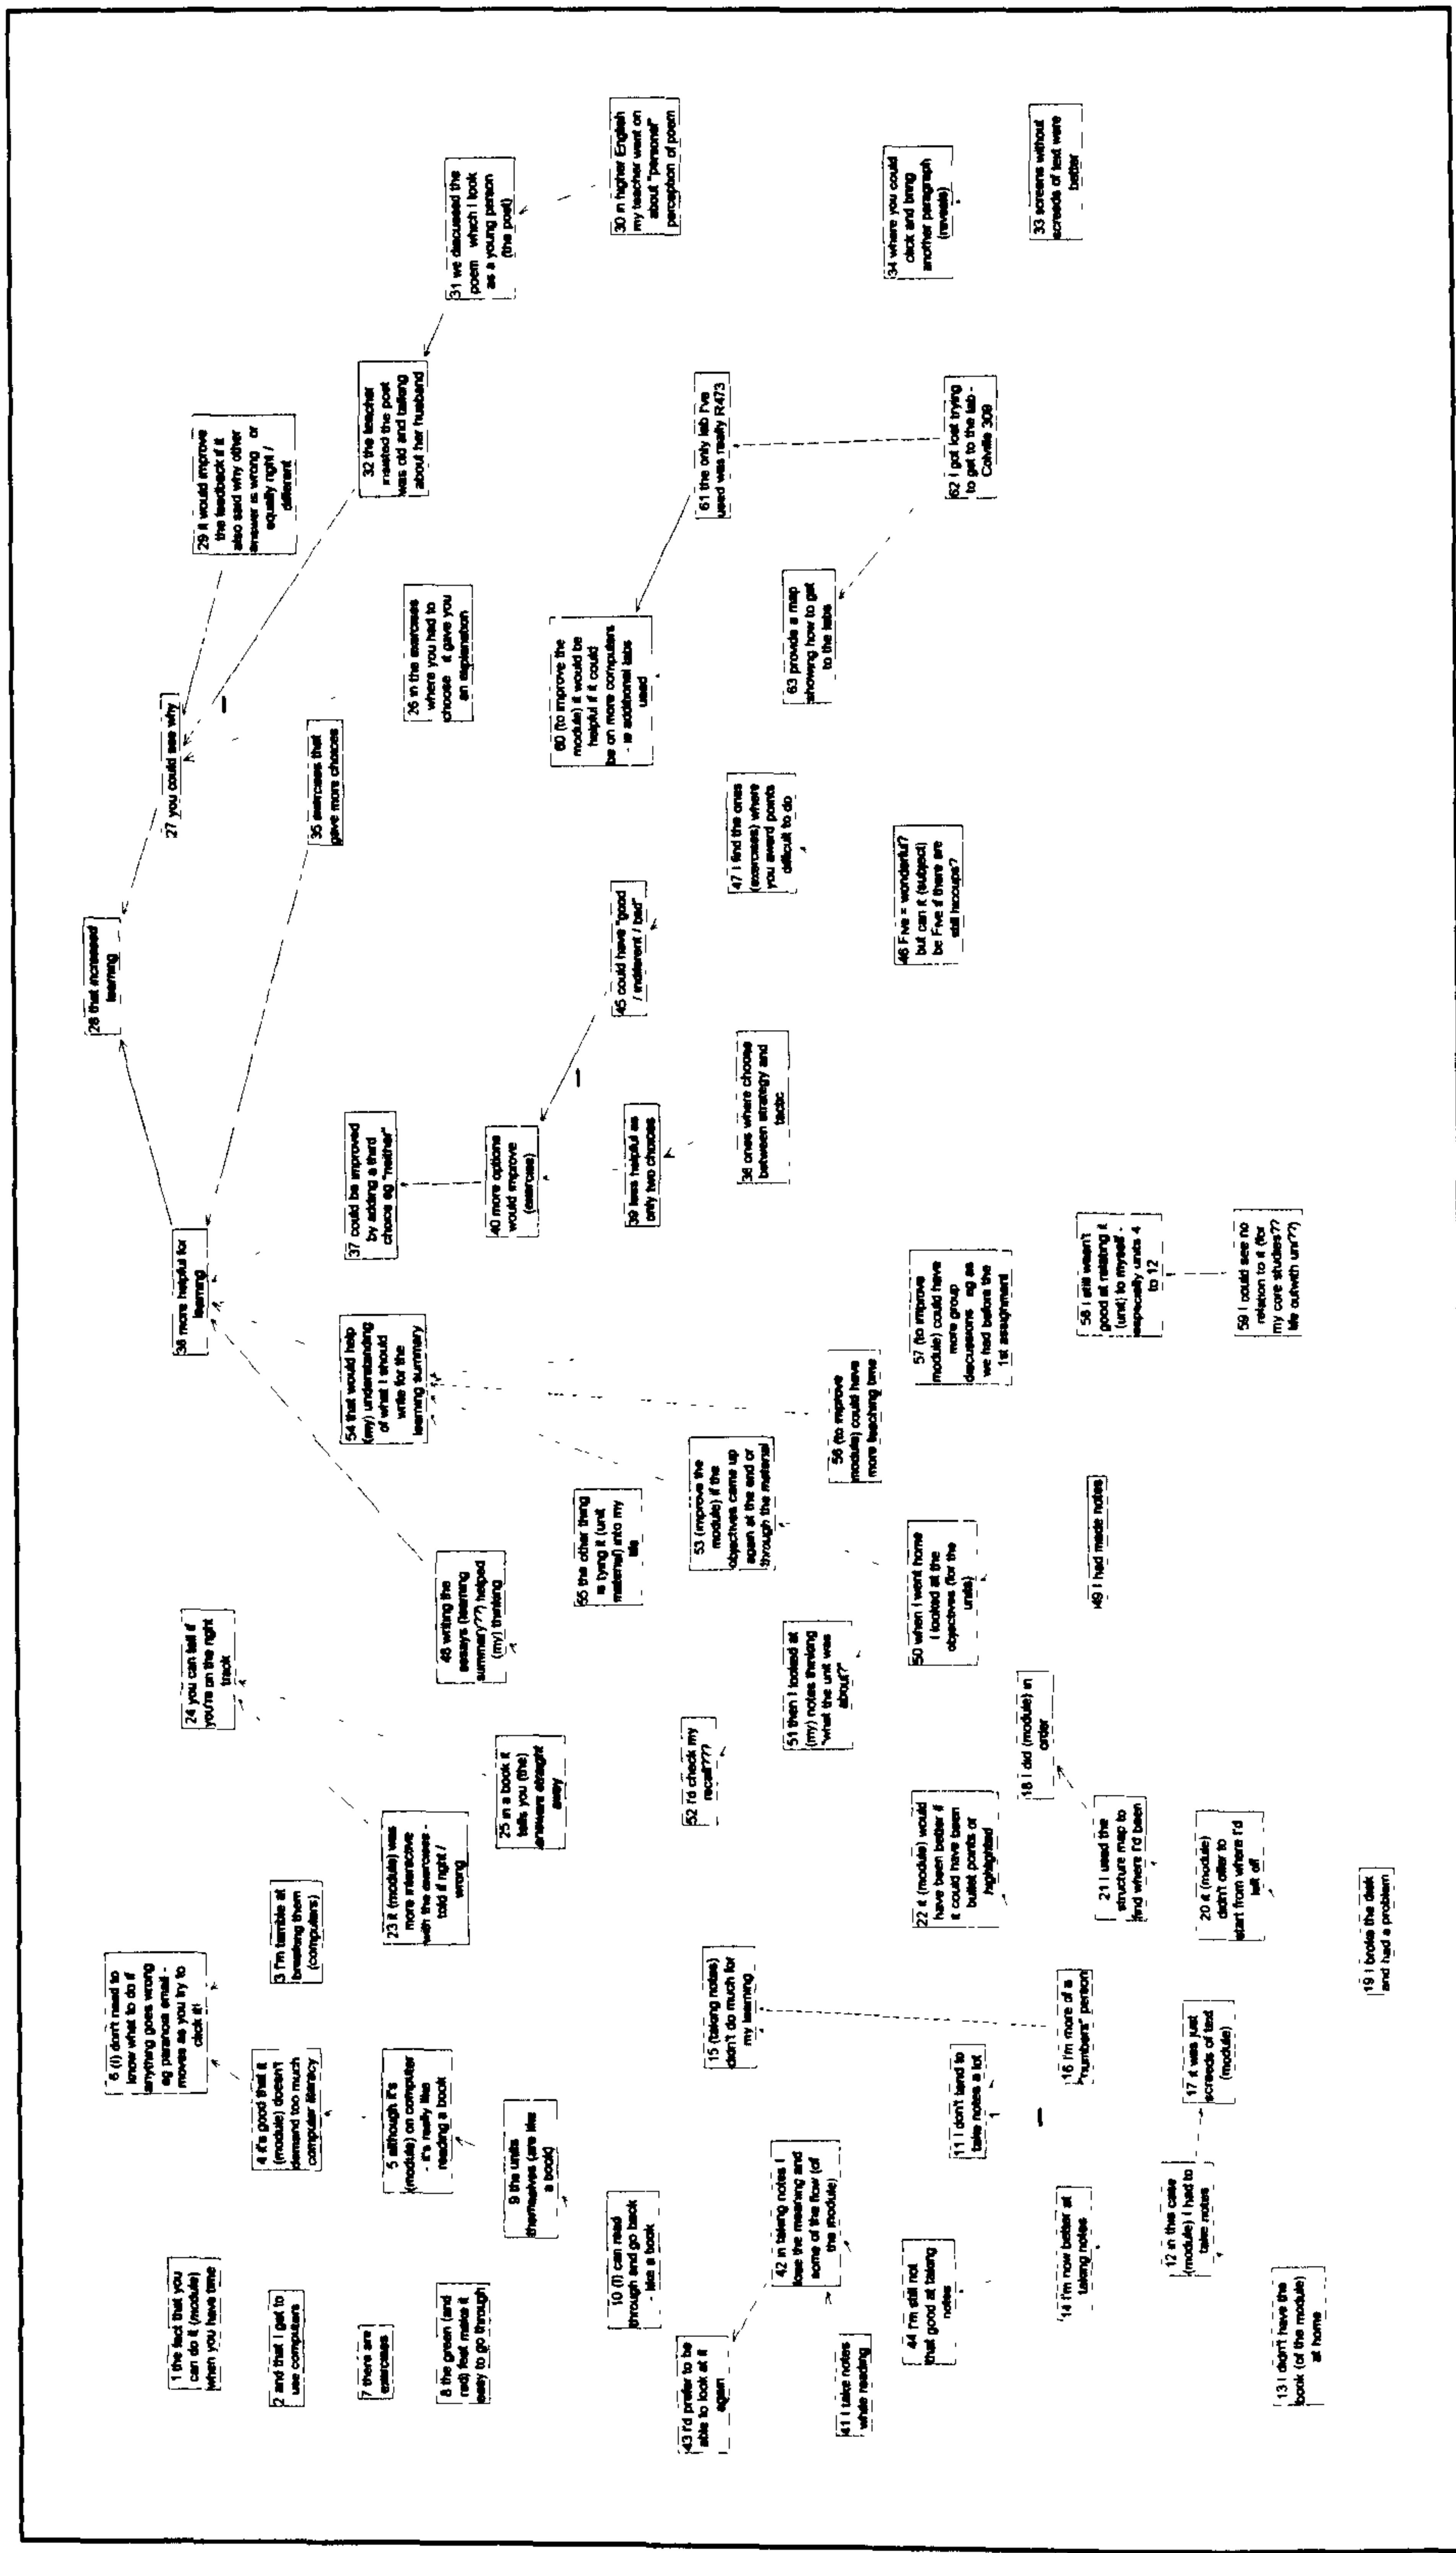 1 the fact that you
can do it (module)
when you have time
2 and that I get to
use computers
7 there are
exercises
8 the green (and
red) feet make it
easy to go through
6 (I) don't need to
know what to do if
anything goes wrong
eg paranoia email -
moves as you try to
click it!
4 it's good that it
(module) doesn't
demand too much
computer literacy
3 I'm terrible at
breaking them
(computers)
5 although it's
(module) on computer
- it's really like
reading a book
9 the units
themselves (are like
a book)
10 (I) can read
through and go back
- like a book
43 I'd prefer to be
able to look at it
again
42 in taking notes I
lose the meaning and
some of the flow (of
the module)
41 I take notes
while reading
44 I'm still not
that good at taking
notes
15 (taking notes)
didn't do much for
my learning
11 I don't tend to
take notes a lot
16 I'm more of a
"numbers" person
14 I'm now better at
taking notes
12 in this case
(module) I had to
take notes
17 it was just
screeds of text
(module)
13 I didn't have the
book (of the module)
at home
24 you can tell if
you're on the right
track
23 it (module) was
more interactive
with the exercises -
told if right /
wrong
25 in a book it
tells you (the)
answers straight
away
52 I'd check my
recall???
51 then I looked at
(my) notes thinking
"what the unit was
about?"
22 it (module) would
have been better if
it could have been
bullet points or
highlighted
18 I did (module) in
order
21 I used the
structure map to
find where I'd been
20 it (module)
didn't offer to
start from where I'd
left off
19 I broke the disk
and had a problem
36 more helpful for
learning
54 that would help
(my) understanding
of what I should
write for the
learning summary
48 writing the
essays (learning
summary??) helped
(my) thinking
55 the other thing
is tying it (unit
material) into my
life
53 (improve the
module) if the
objectives came up
again at the end or
through the material
56 (to improve
module) could have
more teaching time
50 when I went home
I looked at the
objectives (for the
units)
49 I had made notes
57 (to improve
module) could have
more group
discussions eg as
we had before the
1st assignment
58 I still wasn't
good at relating it
(unit) to myself -
especially units 4
to 12
59 I could see no
relation to it (for
my core studies??
life outwith uni??)
28 that increased
learning
27 you could see why
35 exercises that
gave more choices
37 could be improved
by adding a third
choice eg "neither"
40 more options
would improve
(exercise)
39 less helpful as
only two choices
38 ones where choose
between strategy and
tactic
45 could have "good
/ indifferent / bad"
47 I find the ones
(exercises) where
you award points
difficult to do
46 Five = wonderful?
but can it (subject)
be Five if there are
still hiccups?
29 it would improve
the feedback if it
also said why other
answer is wrong or
equally right /
different
26 in the exercises
where you had to
choose it gave you
an explanation
32 the teacher
insisted the poet
was old and talking
about her husband
31 we discussed the
poem which I took
as a young person
(the poet)
30 in higher English
my teacher went on
about "personal"
perception of poem
60 (to improve the
module) it would be
helpful if it could
be on more computers
- ie additional labs
used
61 the only lab I've
used was really R473
63 provide a map
showing how to get
to the labs
62 I got lost trying
to get to the lab -
Colville 309
34 where you could
click and bring
another paragraph
(reveals)
33 screens without
screeds of text were
better